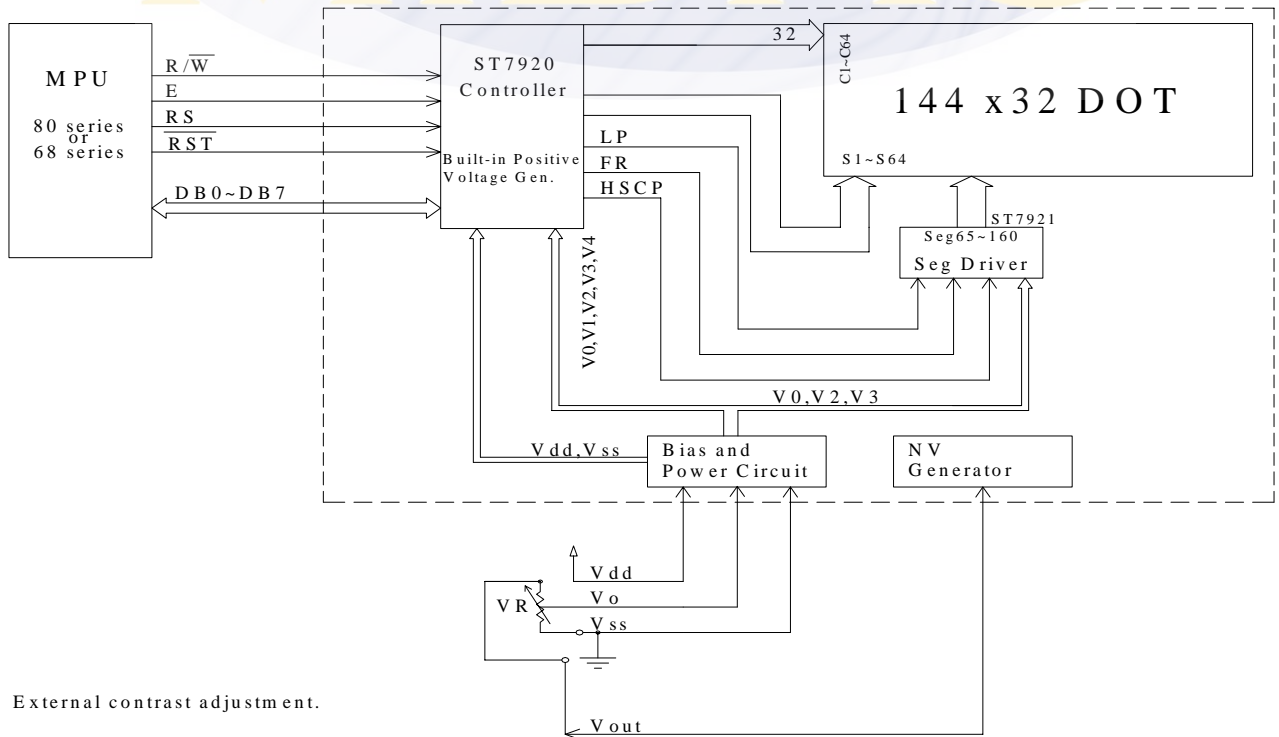 32
MPU
80 series
or
68 series
R/W̅
E
RS
R̅S̅T̅
DB0~DB7
ST7920
Controller
Built-in Positive
Voltage Gen.
LP
FR
HSCP
C1~C64
144 x32 DOT
S1~S64
ST7921
Seg65~160
Seg Driver
V0,V1,V2,V3,V4
V0,V2,V3
Vdd,Vss
Bias and
Power Circuit
NV
Generator
Vdd
VR
Vo
Vss
External contrast adjustment.
Vout